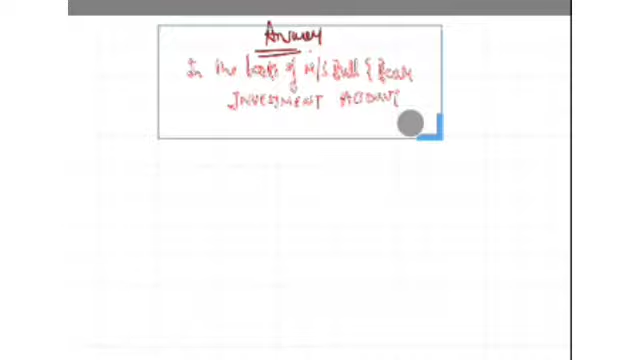 Answer
In the books of M/S Bull & Bear
INVESTMENT ACCOUNT